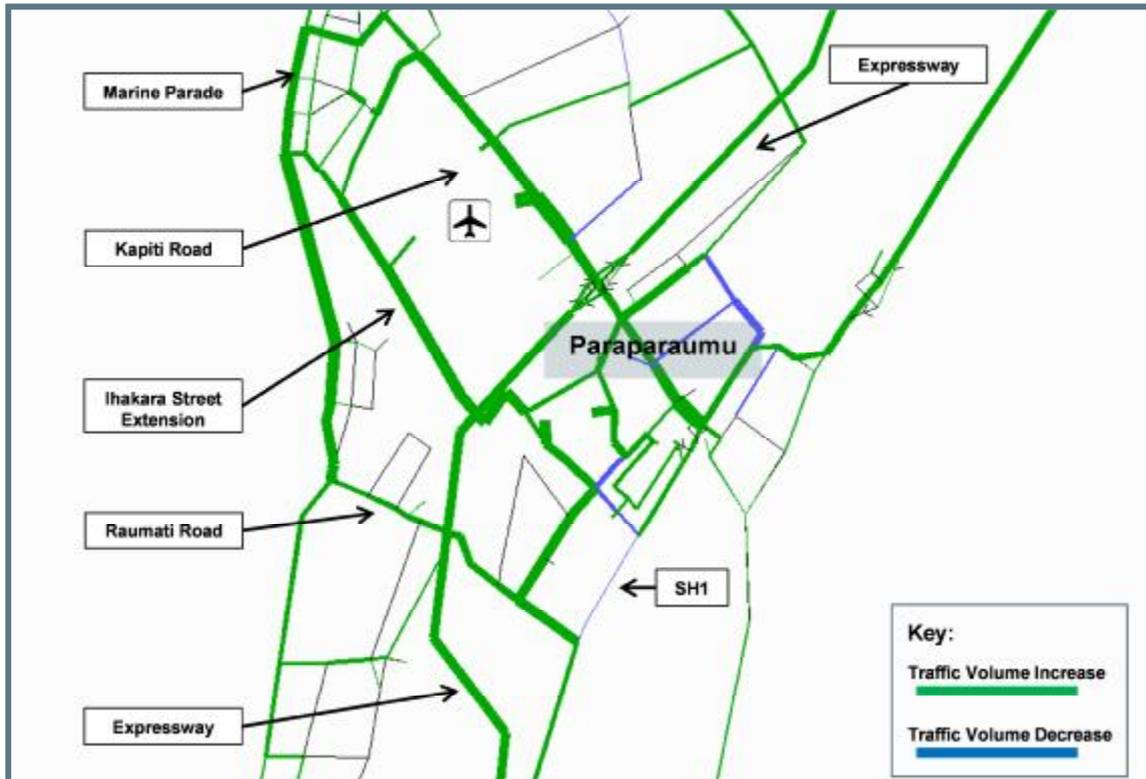 Expressway
Marine Parade
Kapiti Road
Paraparaumu
Ihakara Street
Extension
Raumati Road
SH1
Expressway
Key:
Traffic Volume Increase
Traffic Volume Decrease